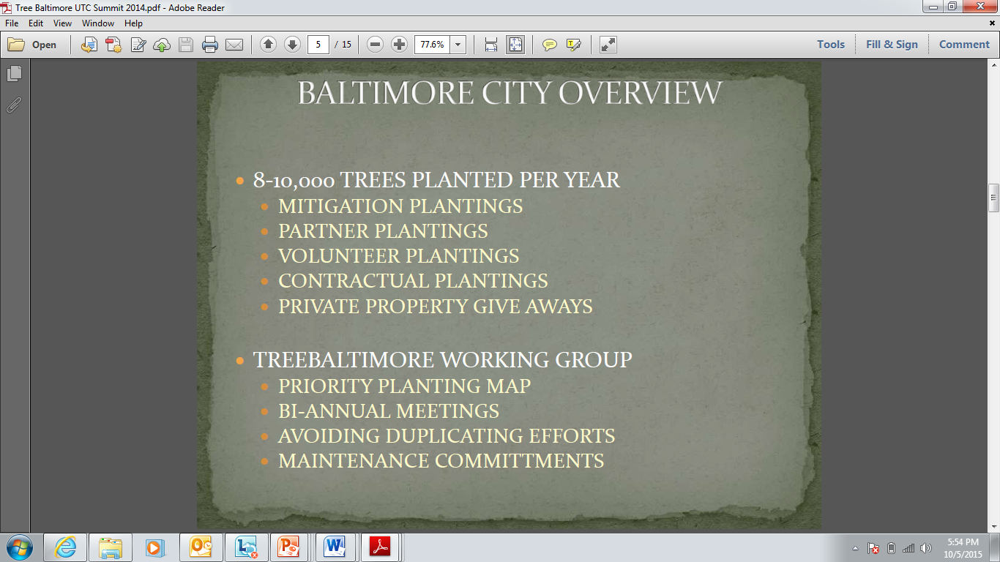 Tree Baltimore UTC Summit 2014.pdf - Adobe Reader
File Edit View Window Help
Open 5 / 15 77.6% Tools Fill & Sign Comment
BALTIMORE CITY OVERVIEW
8-10,000 TREES PLANTED PER YEAR
MITIGATION PLANTINGS
PARTNER PLANTINGS
VOLUNTEER PLANTINGS
CONTRACTUAL PLANTINGS
PRIVATE PROPERTY GIVE AWAYS
TREEBALTIMORE WORKING GROUP
PRIORITY PLANTING MAP
BI-ANNUAL MEETINGS
AVOIDING DUPLICATING EFFORTS
MAINTENANCE COMMITTMENTS
5:54 PM
10/5/2015